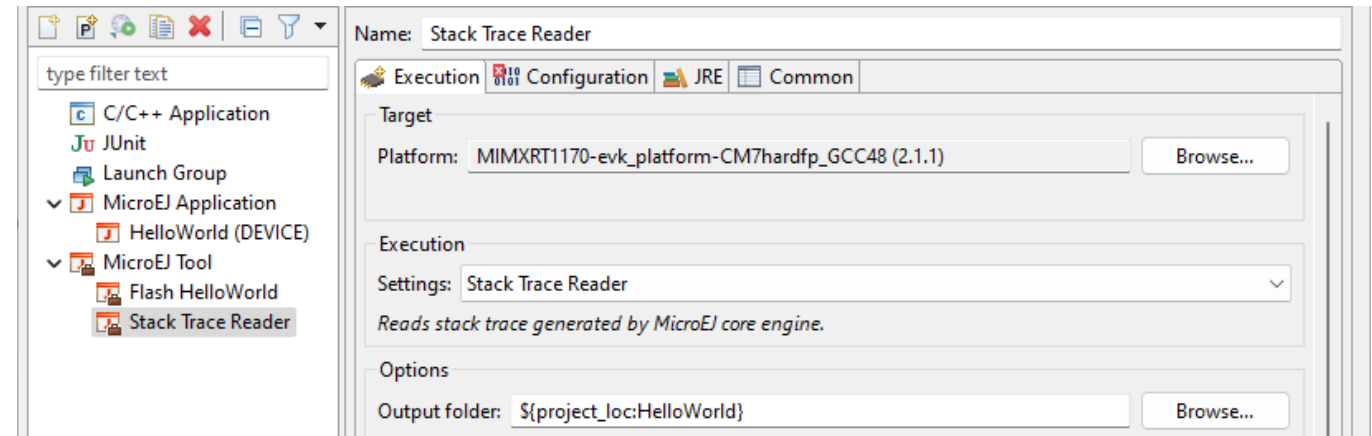 Name: Stack Trace Reader
type filter text
C/C++ Application
JUnit
Launch Group
MicroEJ Application
HelloWorld (DEVICE)
MicroEJ Tool
Flash HelloWorld
Stack Trace Reader
Execution Configuration JRE Common
Target
Platform: MIMXRT1170-evk_platform-CM7hardfp_GCC48 (2.1.1) Browse...
Execution
Settings: Stack Trace Reader
Reads stack trace generated by MicroEJ core engine.
Options
Output folder: ${project_loc:HelloWorld} Browse...